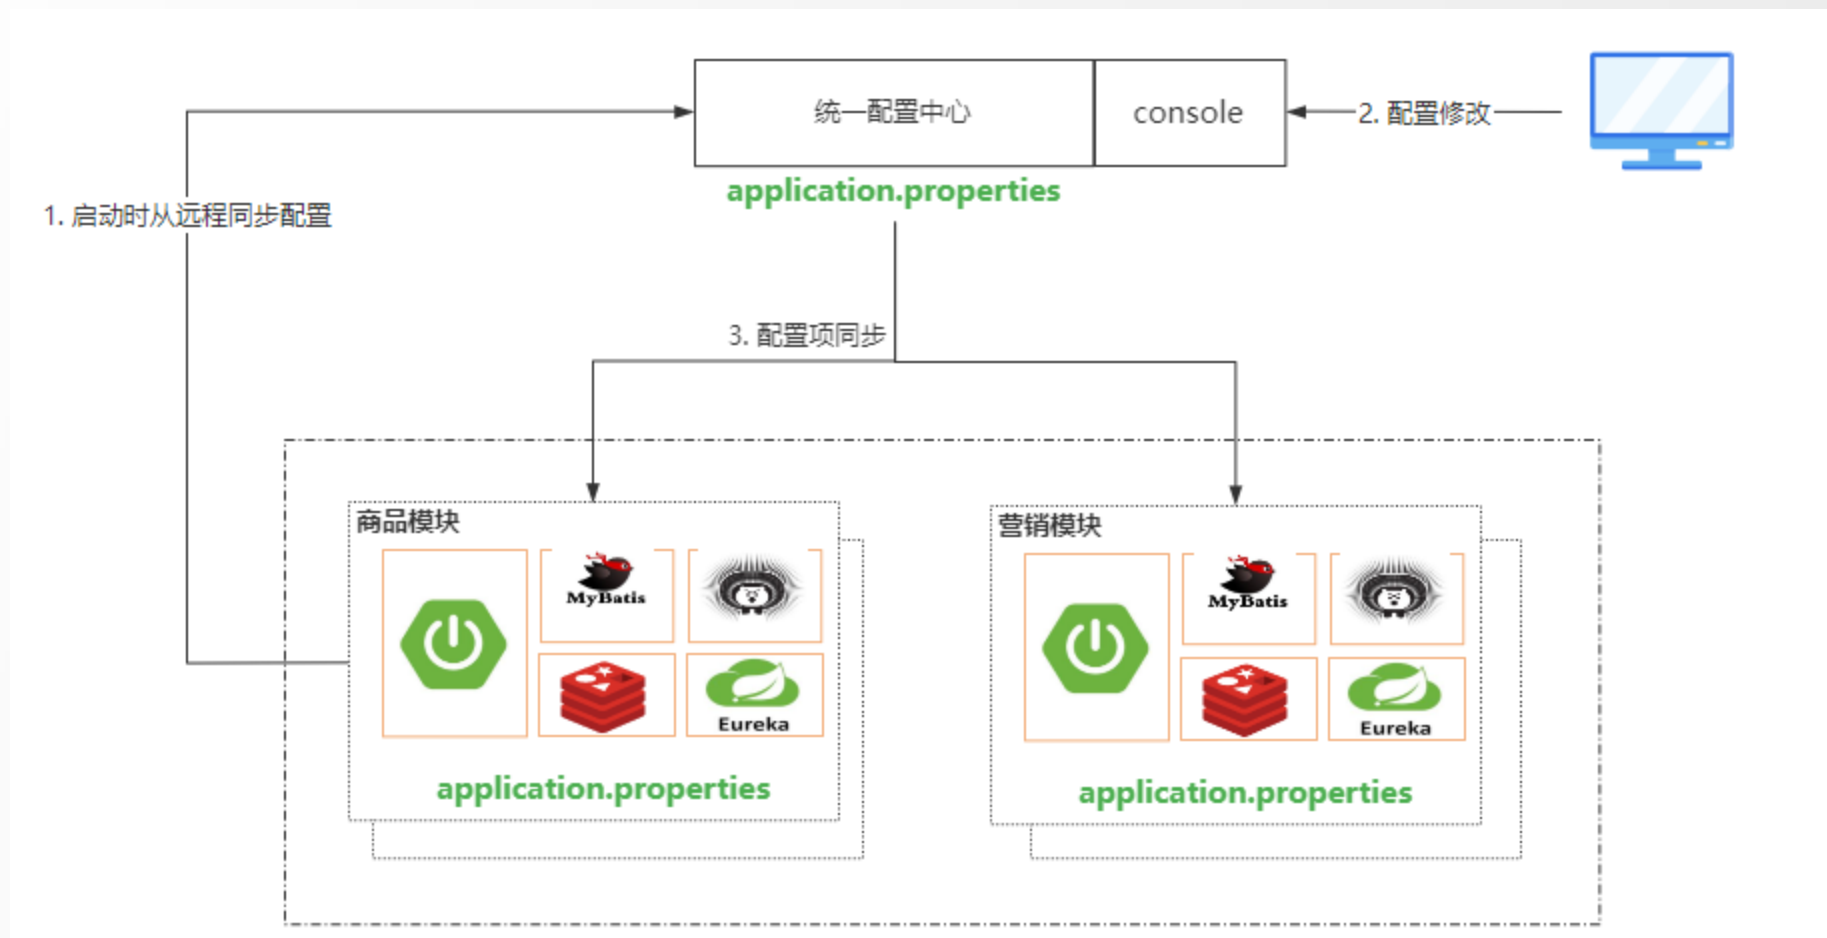 统一配置中心
console
2. 配置修改
application.properties
1. 启动时从远程同步配置
3. 配置项同步
商品模块
MyBatis
Eureka
application.properties
营销模块
MyBatis
Eureka
application.properties